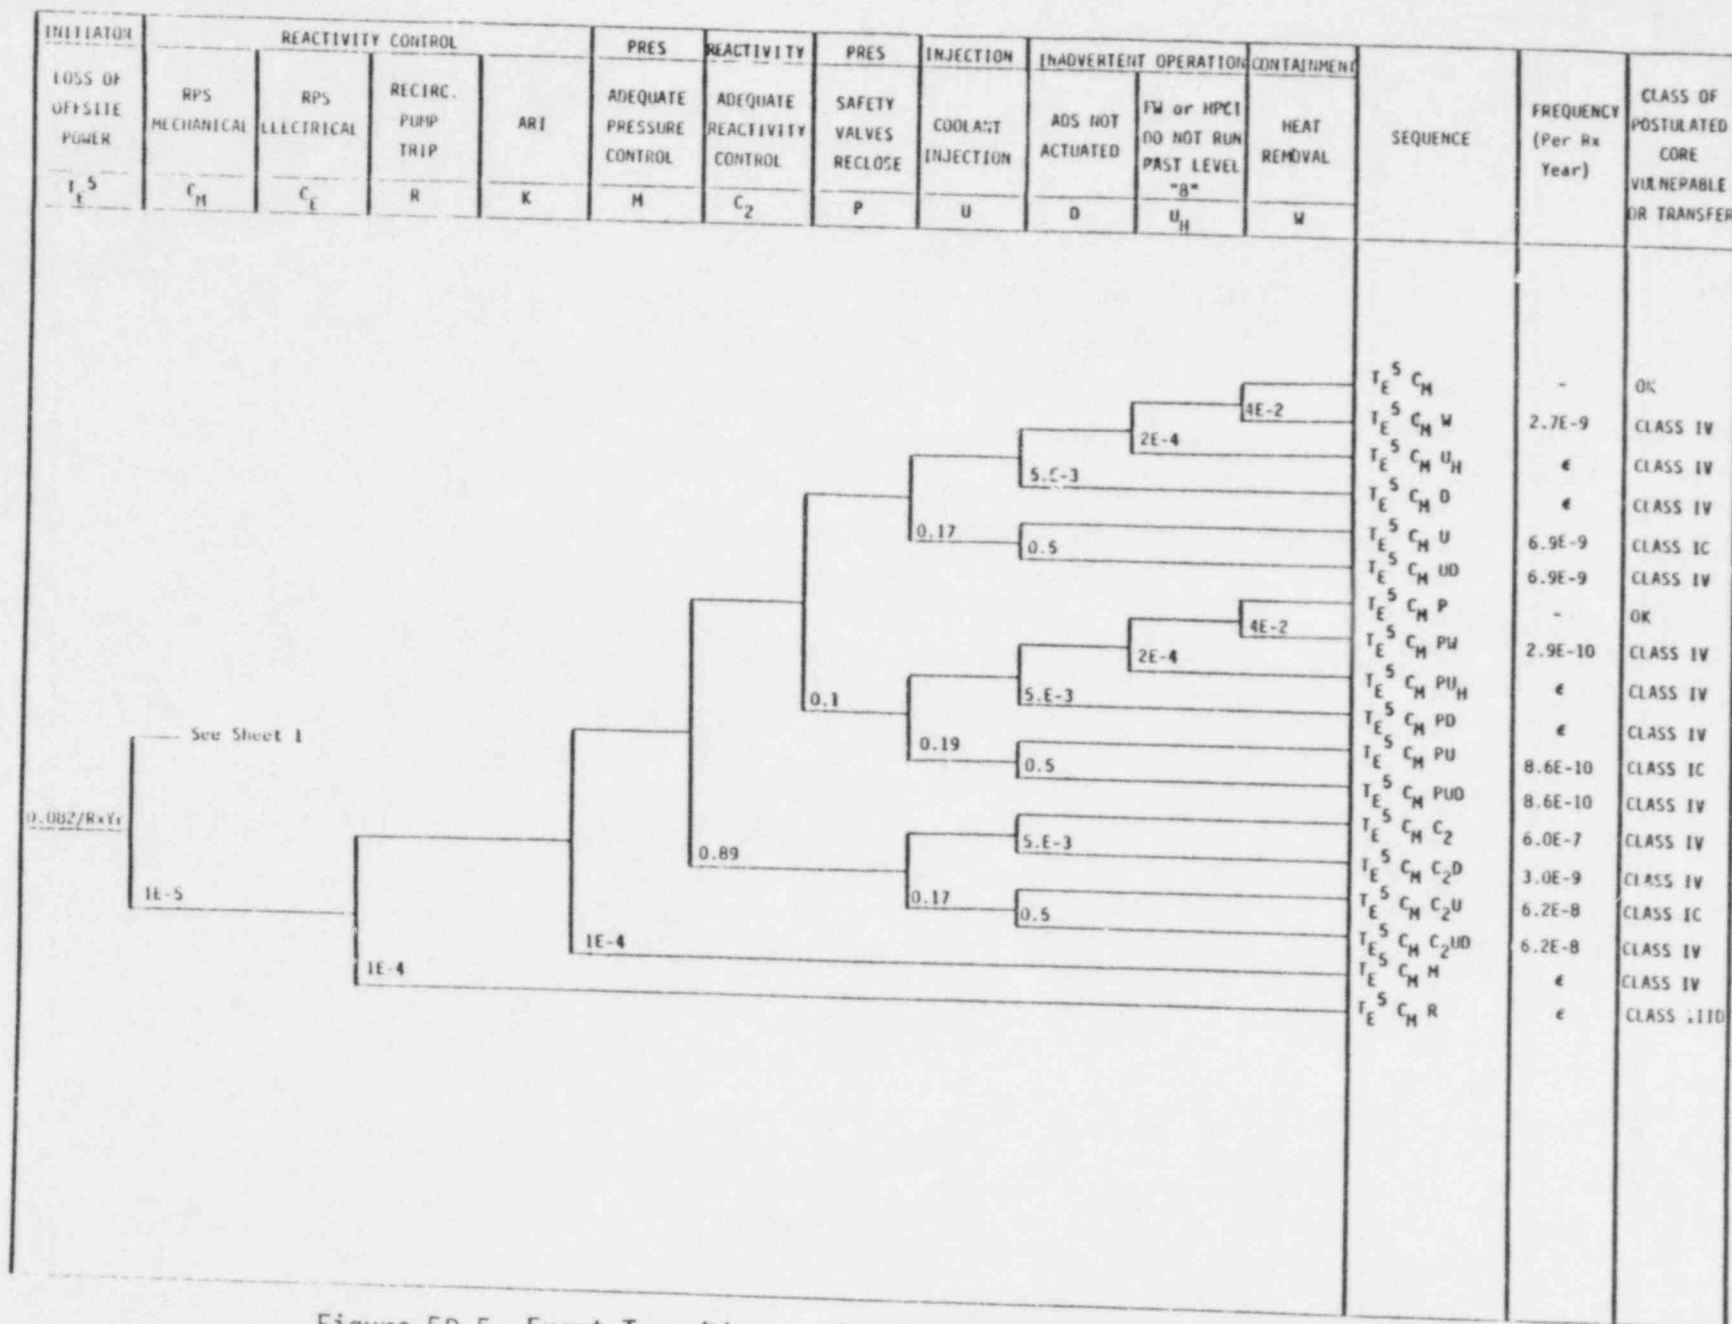 INITIATOR
REACTIVITY CONTROL
PRES
REACTIVITY
PRES
INJECTION
INADVERTENT OPERATION
CONTAINMENT
LOSS OF
OFFSITE
POWER
RPS
MECHANICAL
RPS
ELECTRICAL
RECIRC.
PUMP
TRIP
ARI
ADEQUATE
PRESSURE
CONTROL
ADEQUATE
REACTIVITY
CONTROL
SAFETY
VALVES
RECLOSE
COOLANT
INJECTION
ADS NOT
ACTUATED
FW or HPCI
DO NOT RUN
PAST LEVEL
"8"
HEAT
REMOVAL
SEQUENCE
FREQUENCY
(Per Rx
Year)
CLASS OF
POSTULATED
CORE
VULNERABLE
OR TRANSFER
T_E^5 C_M C_E R K M C_2 P U D U_H W
T_E^5 C_M - OK
4E-2
T_E^5 C_M W 2.7E-9 CLASS IV
2E-4
T_E^5 C_M U_H ε CLASS IV
5.E-3
T_E^5 C_M D ε CLASS IV
0.17
T_E^5 C_M U 6.9E-9 CLASS IC
0.5
T_E^5 C_M UD 6.9E-9 CLASS IV
T_E^5 C_M P - OK
4E-2
T_E^5 C_M PW 2.9E-10 CLASS IV
2E-4
T_E^5 C_M PU_H ε CLASS IV
0.1
5.E-3
T_E^5 C_M PD ε CLASS IV
See Sheet 1
0.19
T_E^5 C_M PU 8.6E-10 CLASS IC
0.5
T_E^5 C_M PUD 8.6E-10 CLASS IV
0.082/RxYr
T_E^5 C_M C_2 6.0E-7 CLASS IV
0.89
5.E-3
T_E^5 C_M C_2D 3.0E-9 CLASS IV
1E-5
0.17
T_E^5 C_M C_2U 6.2E-8 CLASS IC
0.5
T_E^5 C_M C_2UD 6.2E-8 CLASS IV
1E-4
T_E^5 C_M M ε CLASS IV
1E-4
T_E^5 C_M R ε CLASS